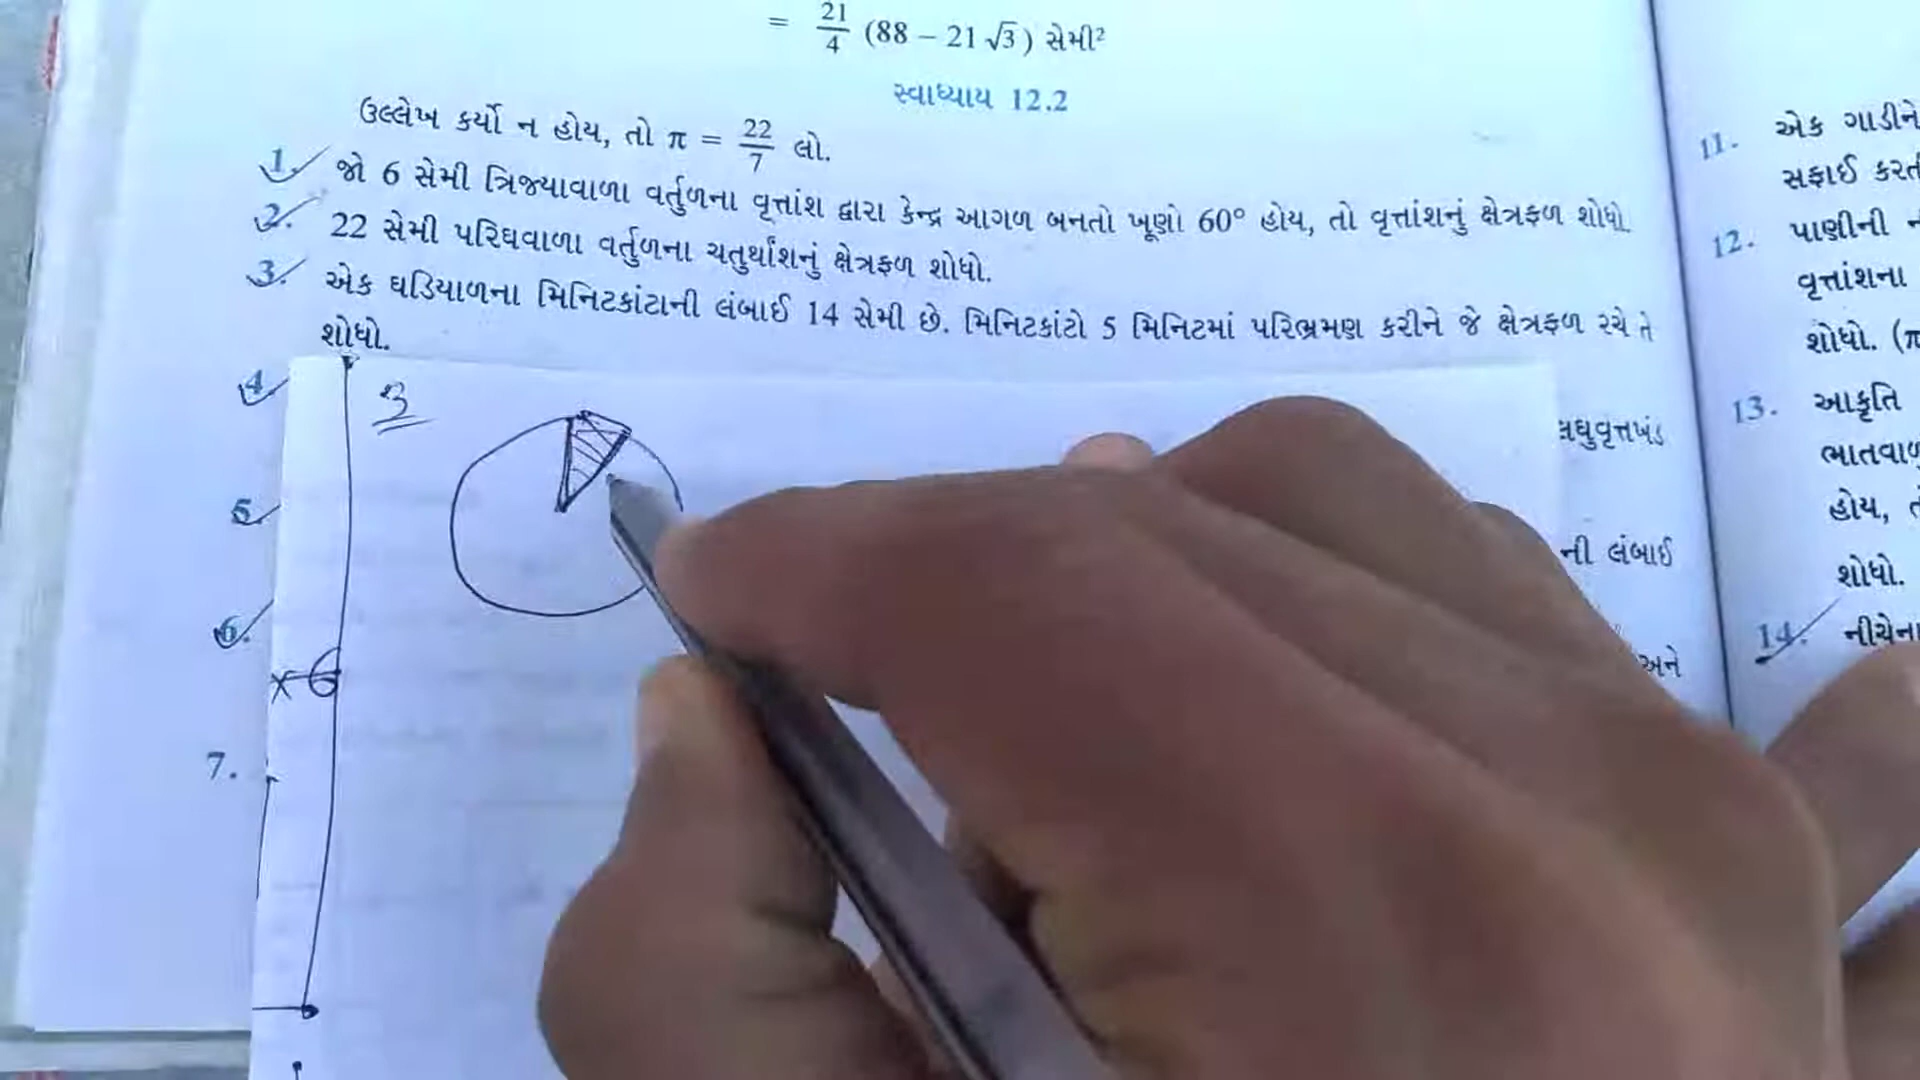 = 21/4 (88 – 21 √3) સેમી²
સ્વાધ્યાય 12.2
ઉલ્લેખ કર્યો ન હોય, તો π = 22/7 લો.
1. જો 6 સેમી ત્રિજ્યાવાળા વર્તુળના વૃત્તાંશ દ્વારા કેન્દ્ર આગળ બનતો ખૂણો 60° હોય, તો વૃત્તાંશનું ક્ષેત્રફળ શોધો.
2. 22 સેમી પરિઘવાળા વર્તુળના ચતુર્થાંશનું ક્ષેત્રફળ શોધો.
3. એક ઘડિયાળના મિનિટકાંટાની લંબાઈ 14 સેમી છે. મિનિટકાંટો 5 મિનિટમાં પરિભ્રમણ કરીને જે ક્ષેત્રફળ રચે તે
શોધો.
3
4.
લઘુવૃત્તખંડ
5.
ની લંબાઈ
6.
અને
7.
11. એક ગાડીને
સફાઈ કરતી
12. પાણીની
વૃત્તાંશના
શોધો. (π
13. આકૃતિ
ભાતવાળ
હોય, ત
શોધો.
14. નીચેના